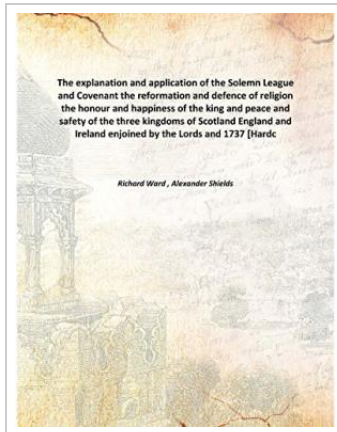 The explanation and application of the Solemn League
and Covenant the reformation and defence of religion
the honour and happiness of the king and peace and
safety of the three kingdoms of Scotland England and
Ireland enjoined by the Lords and 1737 [Hardc
Richard Ward , Alexander Shields